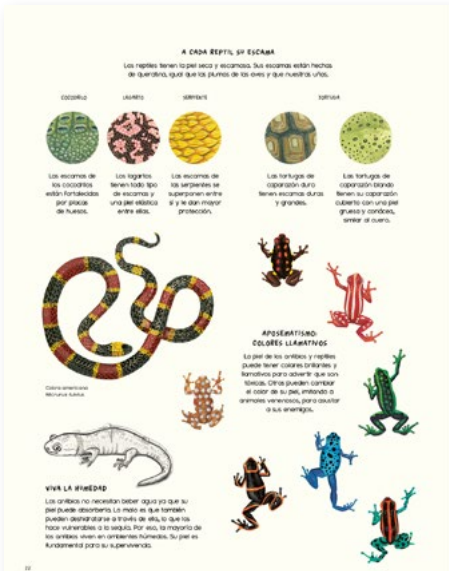 A CADA REPTIL SU ESCAMA
Los reptiles tienen la piel seca y escamosa. Sus escamas están hechas
de queratina, igual que las plumas de las aves y que nuestras uñas.
COCODRILO
LAGARTO
SERPIENTE
TORTUGA
Las escamas de
los cocodrilos
están fortalecidas
por placas
de huesos.
Los lagartos
tienen todo tipo
de escamas y
una piel elástica
entre ellas.
Las escamas de
las serpientes se
superponen entre
sí y le dan mayor
protección.
Las tortugas de
caparazón duro
tienen escamas duras
y grandes.
Las tortugas de
caparazón blando
tienen su caparazón
cubierto con una piel
gruesa y coriácea,
similar al cuero.
APOSEMATISMO:
COLORES LLAMATIVOS
La piel de los anfibios y reptiles
puede tener colores brillantes y
llamativos para advertir que son
tóxicas. Otras pueden cambiar
el color de su piel, imitando a
animales venenosos, para asustar
a sus enemigos.
Cobra americana
Micrurus fulvius
VIVA LA HUMEDAD
Los anfibios no necesitan beber agua ya que su
piel puede absorberla. Lo malo es que también
pueden deshidratarse a través de ella, lo que los
hace vulnerables a la sequía. Por eso, la mayoría de
los anfibios viven en ambientes húmedos. Su piel es
fundamental para su supervivencia.